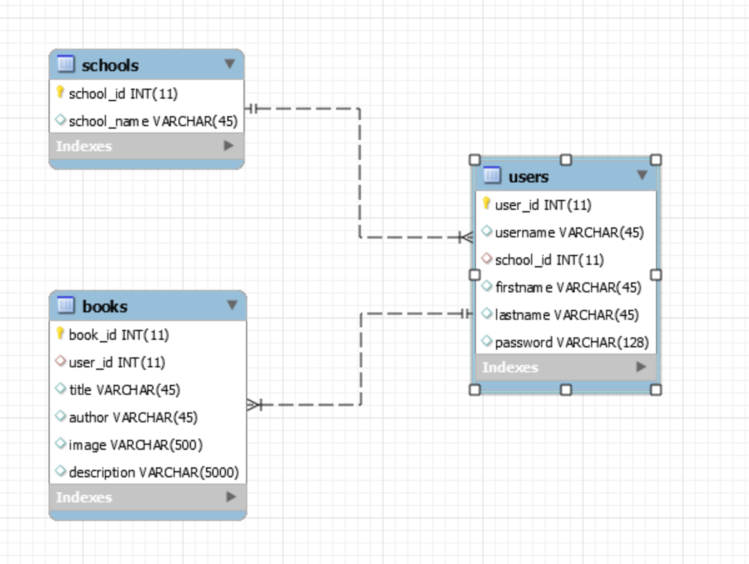 schools
school_id INT(11)
school_name VARCHAR(45)
Indexes
users
user_id INT(11)
username VARCHAR(45)
school_id INT(11)
firstname VARCHAR(45)
lastname VARCHAR(45)
password VARCHAR(128)
Indexes
books
book_id INT(11)
user_id INT(11)
title VARCHAR(45)
author VARCHAR(45)
image VARCHAR(500)
description VARCHAR(5000)
Indexes